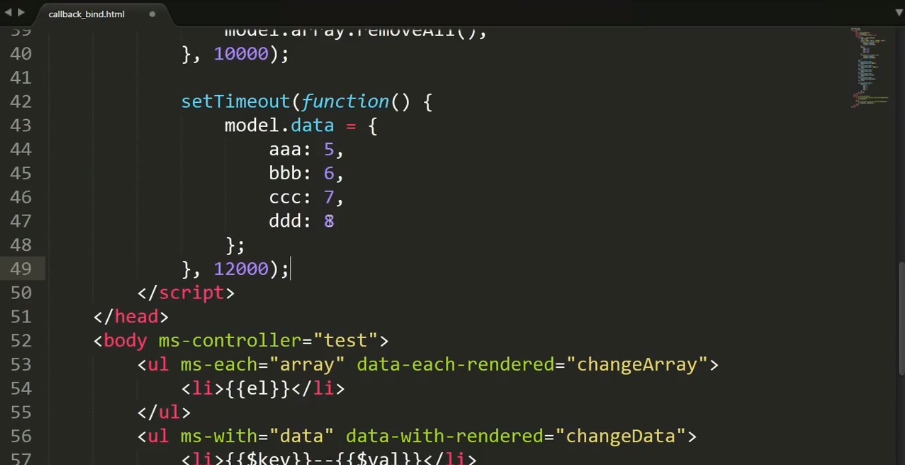 callback_bind.html
39 model.array.removeAll();
40 }, 10000);
41
42 setTimeout(function() {
43 model.data = {
44 aaa: 5,
45 bbb: 6,
46 ccc: 7,
47 ddd: 8
48 };
49 }, 12000);
50 </script>
51 </head>
52 <body ms-controller="test">
53 <ul ms-each="array" data-each-rendered="changeArray">
54 <li>{{el}}</li>
55 </ul>
56 <ul ms-with="data" data-with-rendered="changeData">
57 <li>{{$key}}--{{$val}}</li>